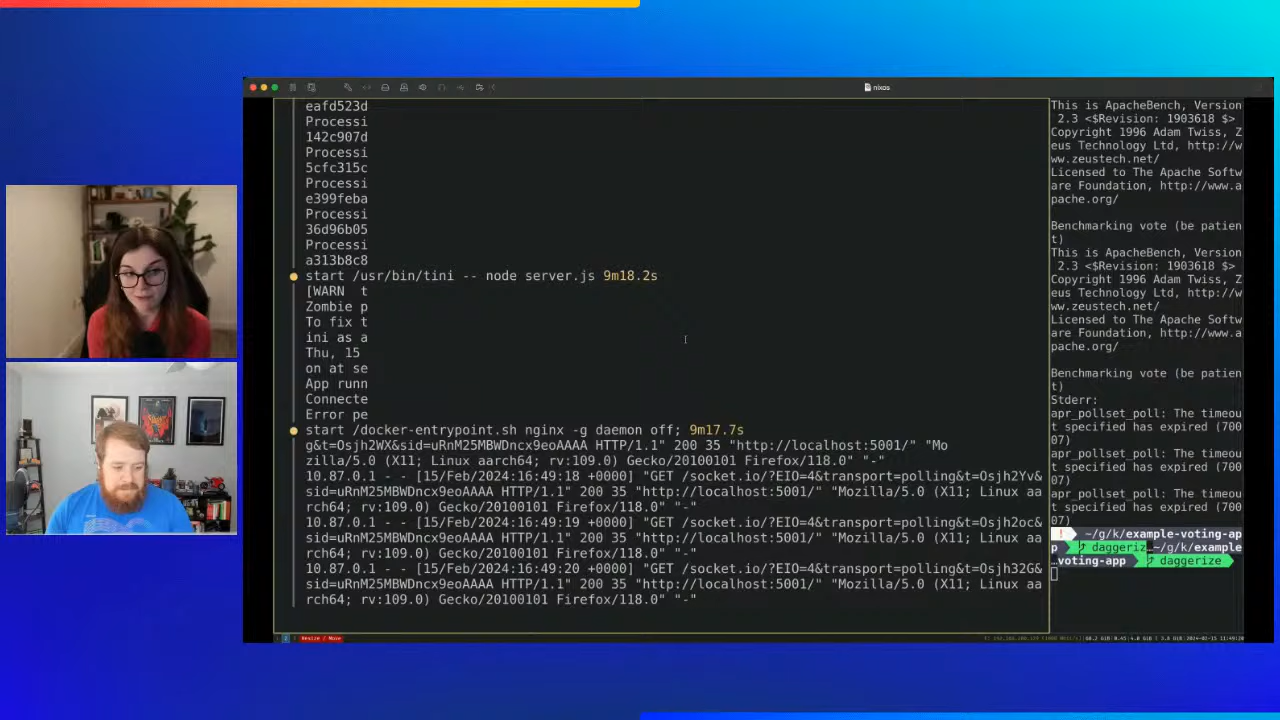 nixos
eafd523d
Processi
142c907d
Processi
5cfc315c
Processi
e399feba
Processi
36d96b05
Processi
a313b8c8
start /usr/bin/tini -- node server.js 9m18.2s
[WARN  t
Zombie p
To fix t
ini as a
Thu, 15
on at se
App runn
Connecte
Error pe
start /docker-entrypoint.sh nginx -g daemon off; 9m17.7s
g&t=Osjh2WX&sid=uRnM25MBWDncx9eoAAAA HTTP/1.1" 200 35 "http://localhost:5001/" "Mo
zilla/5.0 (X11; Linux aarch64; rv:109.0) Gecko/20100101 Firefox/118.0" "-"
10.87.0.1 - - [15/Feb/2024:16:49:18 +0000] "GET /socket.io/?EIO=4&transport=polling&t=Osjh2Yv&
sid=uRnM25MBWDncx9eoAAAA HTTP/1.1" 200 35 "http://localhost:5001/" "Mozilla/5.0 (X11; Linux aa
rch64; rv:109.0) Gecko/20100101 Firefox/118.0" "-"
10.87.0.1 - - [15/Feb/2024:16:49:19 +0000] "GET /socket.io/?EIO=4&transport=polling&t=Osjh2oc&
sid=uRnM25MBWDncx9eoAAAA HTTP/1.1" 200 35 "http://localhost:5001/" "Mozilla/5.0 (X11; Linux aa
rch64; rv:109.0) Gecko/20100101 Firefox/118.0" "-"
10.87.0.1 - - [15/Feb/2024:16:49:20 +0000] "GET /socket.io/?EIO=4&transport=polling&t=Osjh32G&
sid=uRnM25MBWDncx9eoAAAA HTTP/1.1" 200 35 "http://localhost:5001/" "Mozilla/5.0 (X11; Linux aa
rch64; rv:109.0) Gecko/20100101 Firefox/118.0" "-"
This is ApacheBench, Version
2.3 <$Revision: 1903618 $>
Copyright 1996 Adam Twiss, Z
eus Technology Ltd, http://w
ww.zeustech.net/
Licensed to The Apache Softw
are Foundation, http://www.a
pache.org/
Benchmarking vote (be patien
t)
This is ApacheBench, Version
2.3 <$Revision: 1903618 $>
Copyright 1996 Adam Twiss, Z
eus Technology Ltd, http://w
ww.zeustech.net/
Licensed to The Apache Softw
are Foundation, http://www.a
pache.org/
Benchmarking vote (be patien
t)
Stderr:
apr_pollset_poll: The timeou
t specified has expired (700
07)
apr_pollset_poll: The timeou
t specified has expired (700
07)
apr_pollset_poll: The timeou
t specified has expired (700
07)
! ~/g/k/example-voting-ap
p daggeriz…~/g/k/example
…voting-app daggerize
Resize / Move